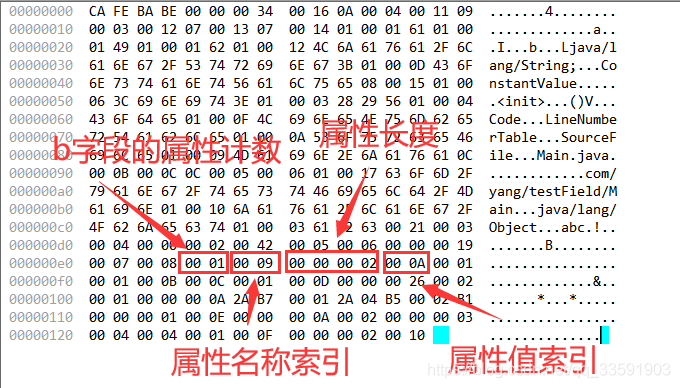 00000000 CA FE BA BE 00 00 00 34 00 16 0A 00 04 00 11 09 .......4........
00000010 00 03 00 12 07 00 13 07 00 14 01 00 01 61 01 00 .............a..
00000020 01 49 01 00 01 62 01 00 12 4C 6A 61 76 61 2F 6C .I...b...Ljava/l
00000030 61 6E 67 2F 53 74 72 69 6E 67 3B 01 00 0D 43 6F ang/String;...Co
00000040 6E 73 74 61 6E 74 56 61 6C 75 65 08 00 15 01 00 nstantValue.....
00000050 06 3C 69 6E 69 74 3E 01 00 03 28 29 56 01 00 04 .<init>...()V...
00000060 43 6F 64 65 01 00 0F 4C 69 6E 65 4E 75 6D 62 65 Code...LineNumbe
属性长度
00000070 72 54 61 62 6C 65 01 00 0A 53 6F 75 72 63 65 46 rTable...SourceF
b字段的属性计数
00000080 69 6C 65 01 00 09 4D 61 69 6E 2E 6A 61 76 61 0C ile...Main.java.
00000090 00 0B 00 0C 0C 00 05 00 06 01 00 17 63 6F 6D 2F ............com/
000000a0 79 61 6E 67 2F 74 65 73 74 46 69 65 6C 64 2F 4D yang/testField/M
000000b0 61 69 6E 01 00 10 6A 61 76 61 2F 6C 61 6E 67 2F ain...java/lang/
000000c0 4F 62 6A 65 63 74 01 00 03 61 62 63 00 21 00 03 Object...abc.!..
000000d0 00 04 00 00 00 02 00 42 00 05 00 06 00 00 00 19 .......B........
000000e0 00 07 00 08 00 01 00 09 00 00 00 02 00 0A 00 01 ................
000000f0 00 01 00 0B 00 0C 00 01 00 0D 00 00 00 26 00 02 .............&..
00000100 00 01 00 00 00 0A 2A B7 00 01 2A 04 B5 00 02 B1 ......*...*.....
00000110 00 00 00 01 00 0E 00 00 00 0A 00 02 00 00 00 03 ................
00000120 00 04 00 04 00 01 00 0F 00 00 00 02 00 10 ..............
属性名称索引
属性值索引